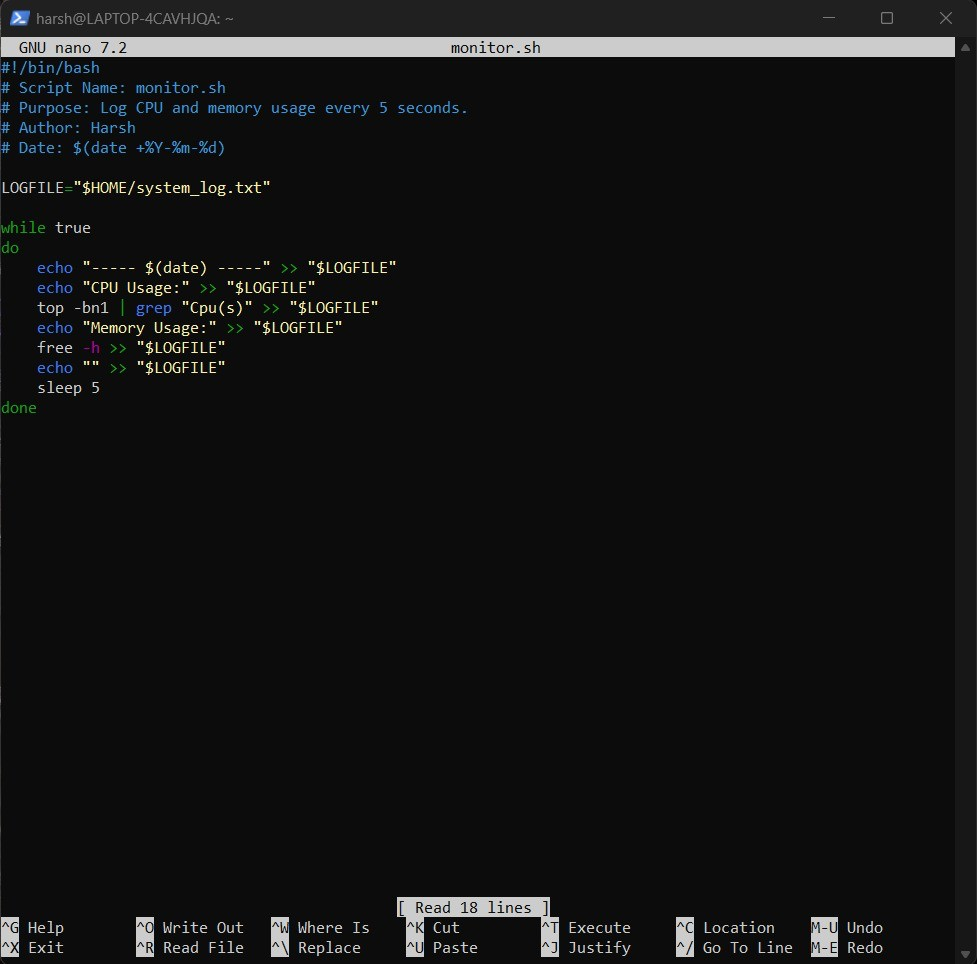 harsh@LAPTOP-4CAVHJQA: ~
GNU nano 7.2 monitor.sh
#!/bin/bash
# Script Name: monitor.sh
# Purpose: Log CPU and memory usage every 5 seconds.
# Author: Harsh
# Date: $(date +%Y-%m-%d)
LOGFILE="$HOME/system_log.txt"
while true
do
    echo "----- $(date) -----" >> "$LOGFILE"
    echo "CPU Usage:" >> "$LOGFILE"
    top -bn1 | grep "Cpu(s)" >> "$LOGFILE"
    echo "Memory Usage:" >> "$LOGFILE"
    free -h >> "$LOGFILE"
    echo "" >> "$LOGFILE"
    sleep 5
done
[ Read 18 lines ]
^G Help ^O Write Out ^W Where Is ^K Cut ^T Execute ^C Location M-U Undo
^X Exit ^R Read File ^\ Replace ^U Paste ^J Justify ^/ Go To Line M-E Redo